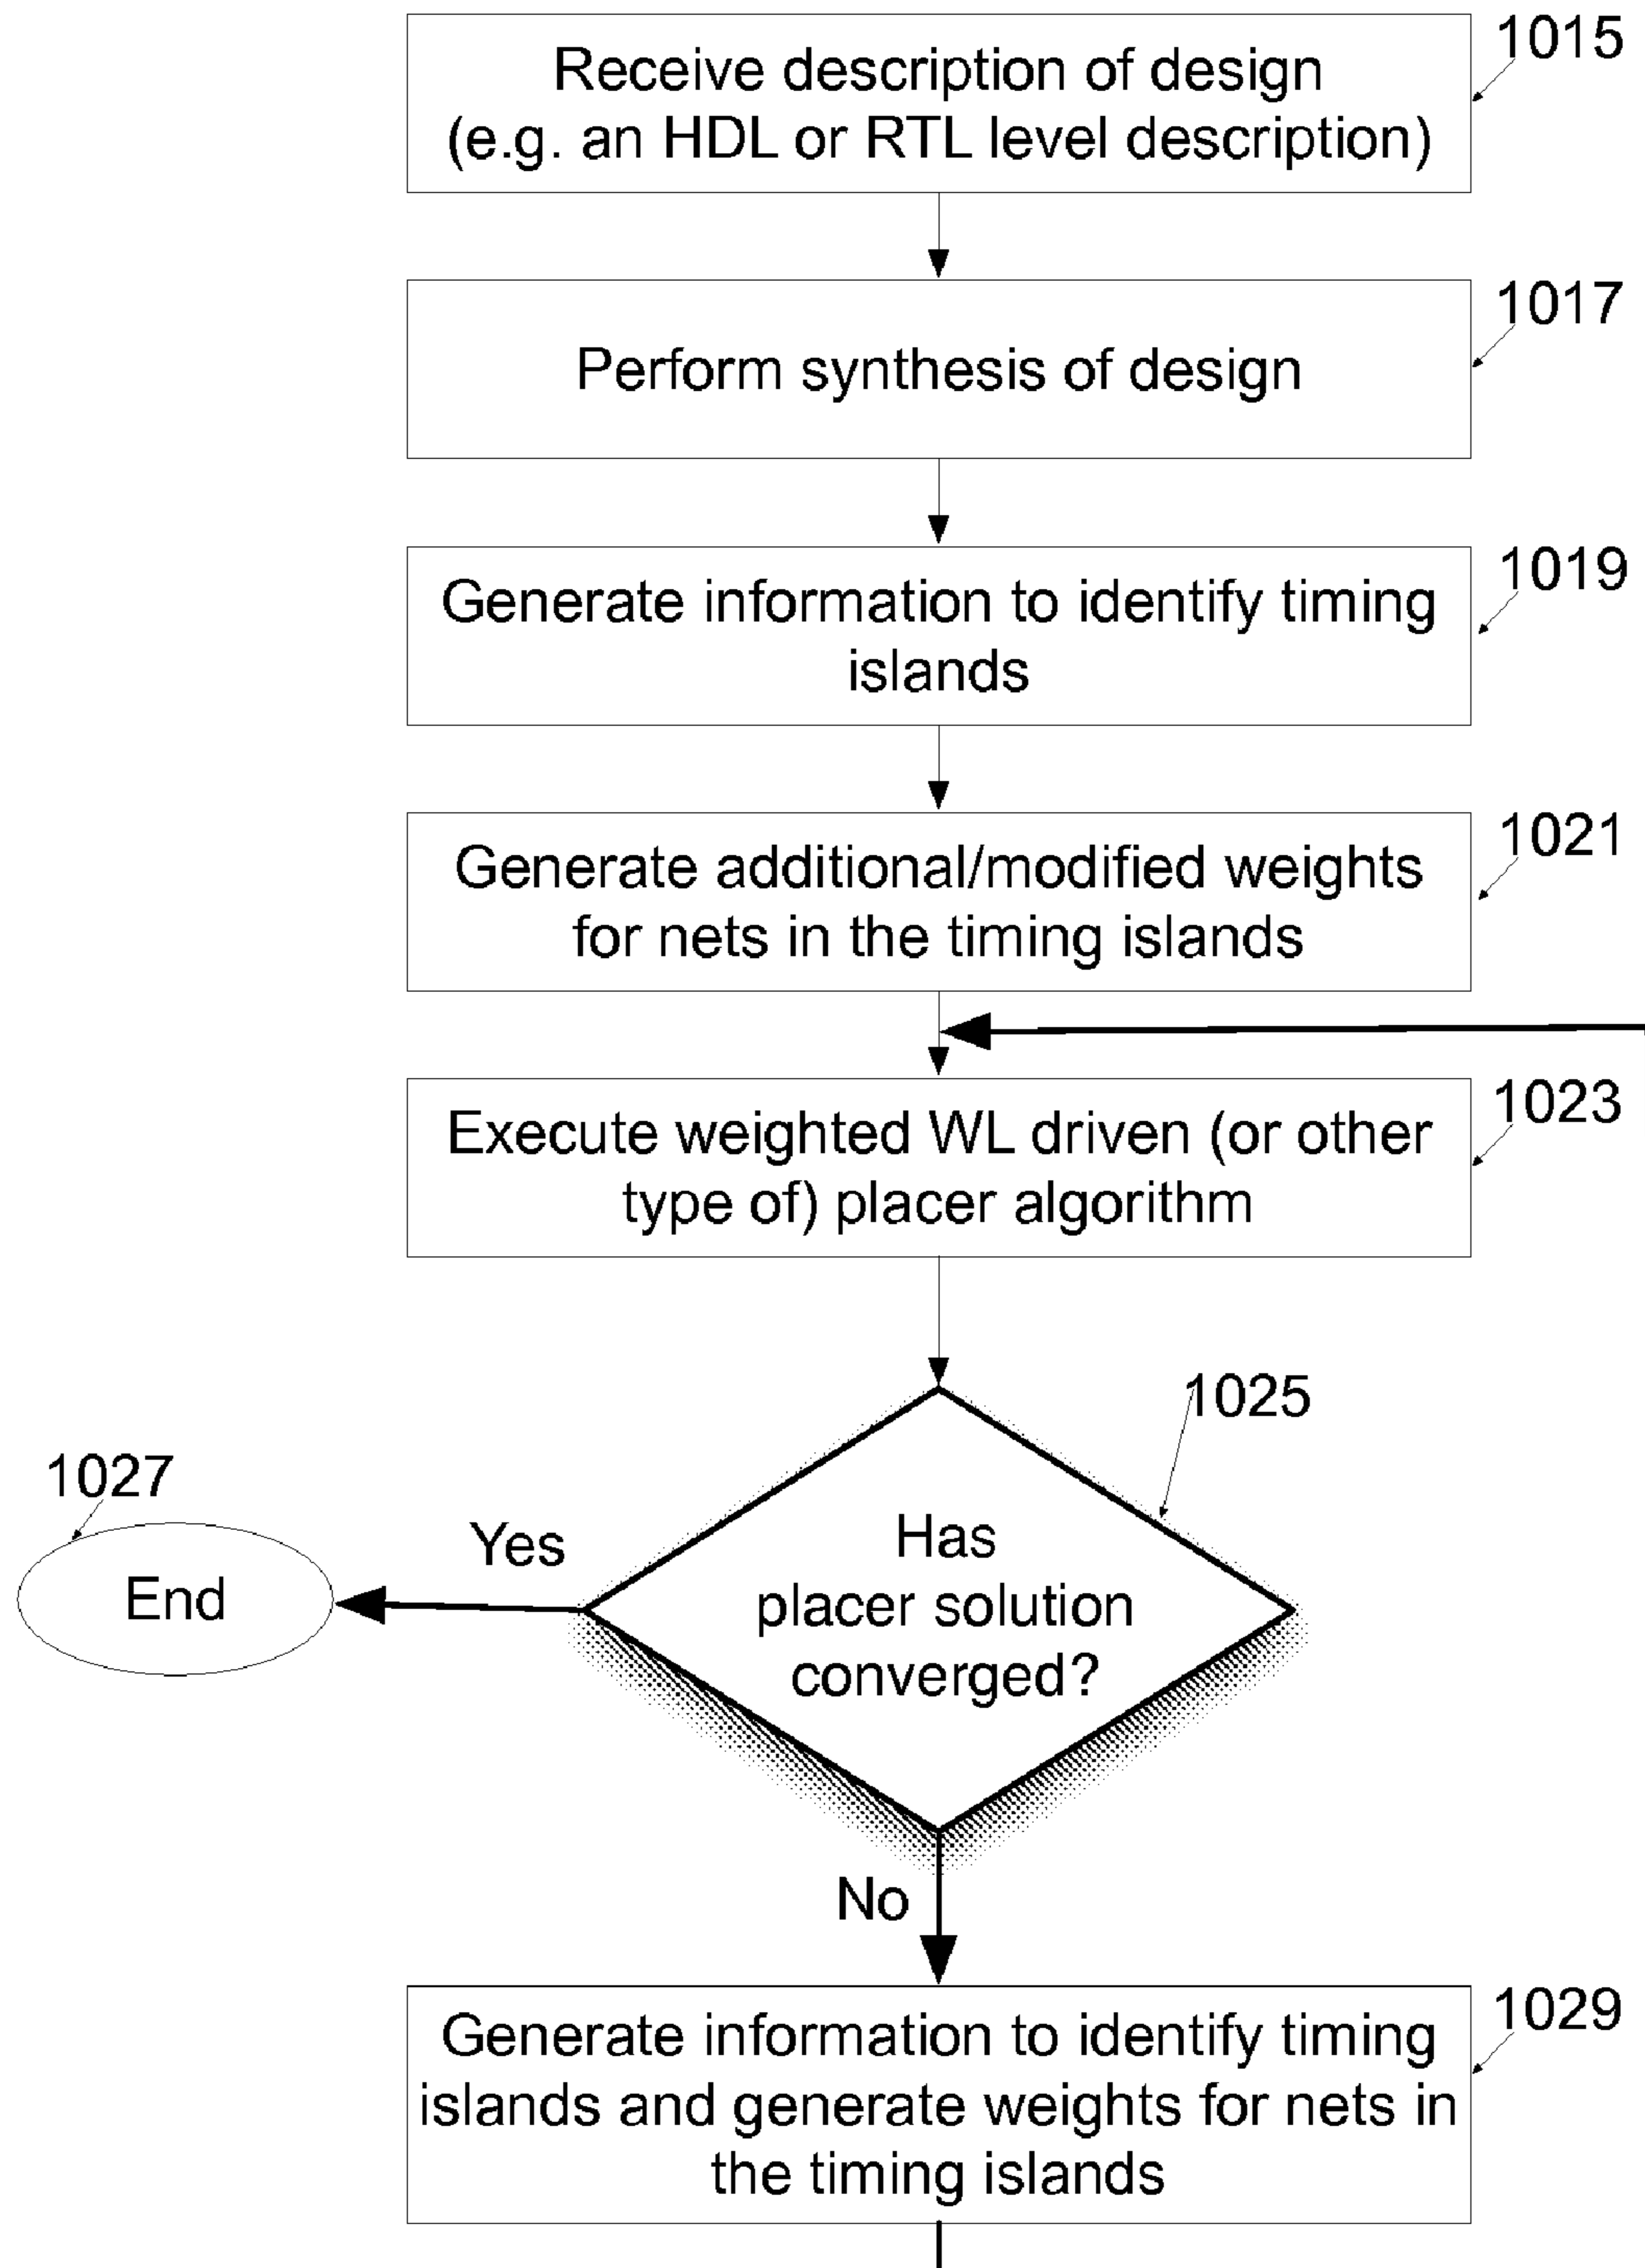 Receive description of design
(e.g. an HDL or RTL level description)
1015
Perform synthesis of design
1017
Generate information to identify timing
islands
1019
Generate additional/modified weights
for nets in the timing islands
1021
Execute weighted WL driven (or other
type of) placer algorithm
1023
Has
placer solution
converged?
1025
Yes
End
1027
No
Generate information to identify timing
islands and generate weights for nets in
the timing islands
1029